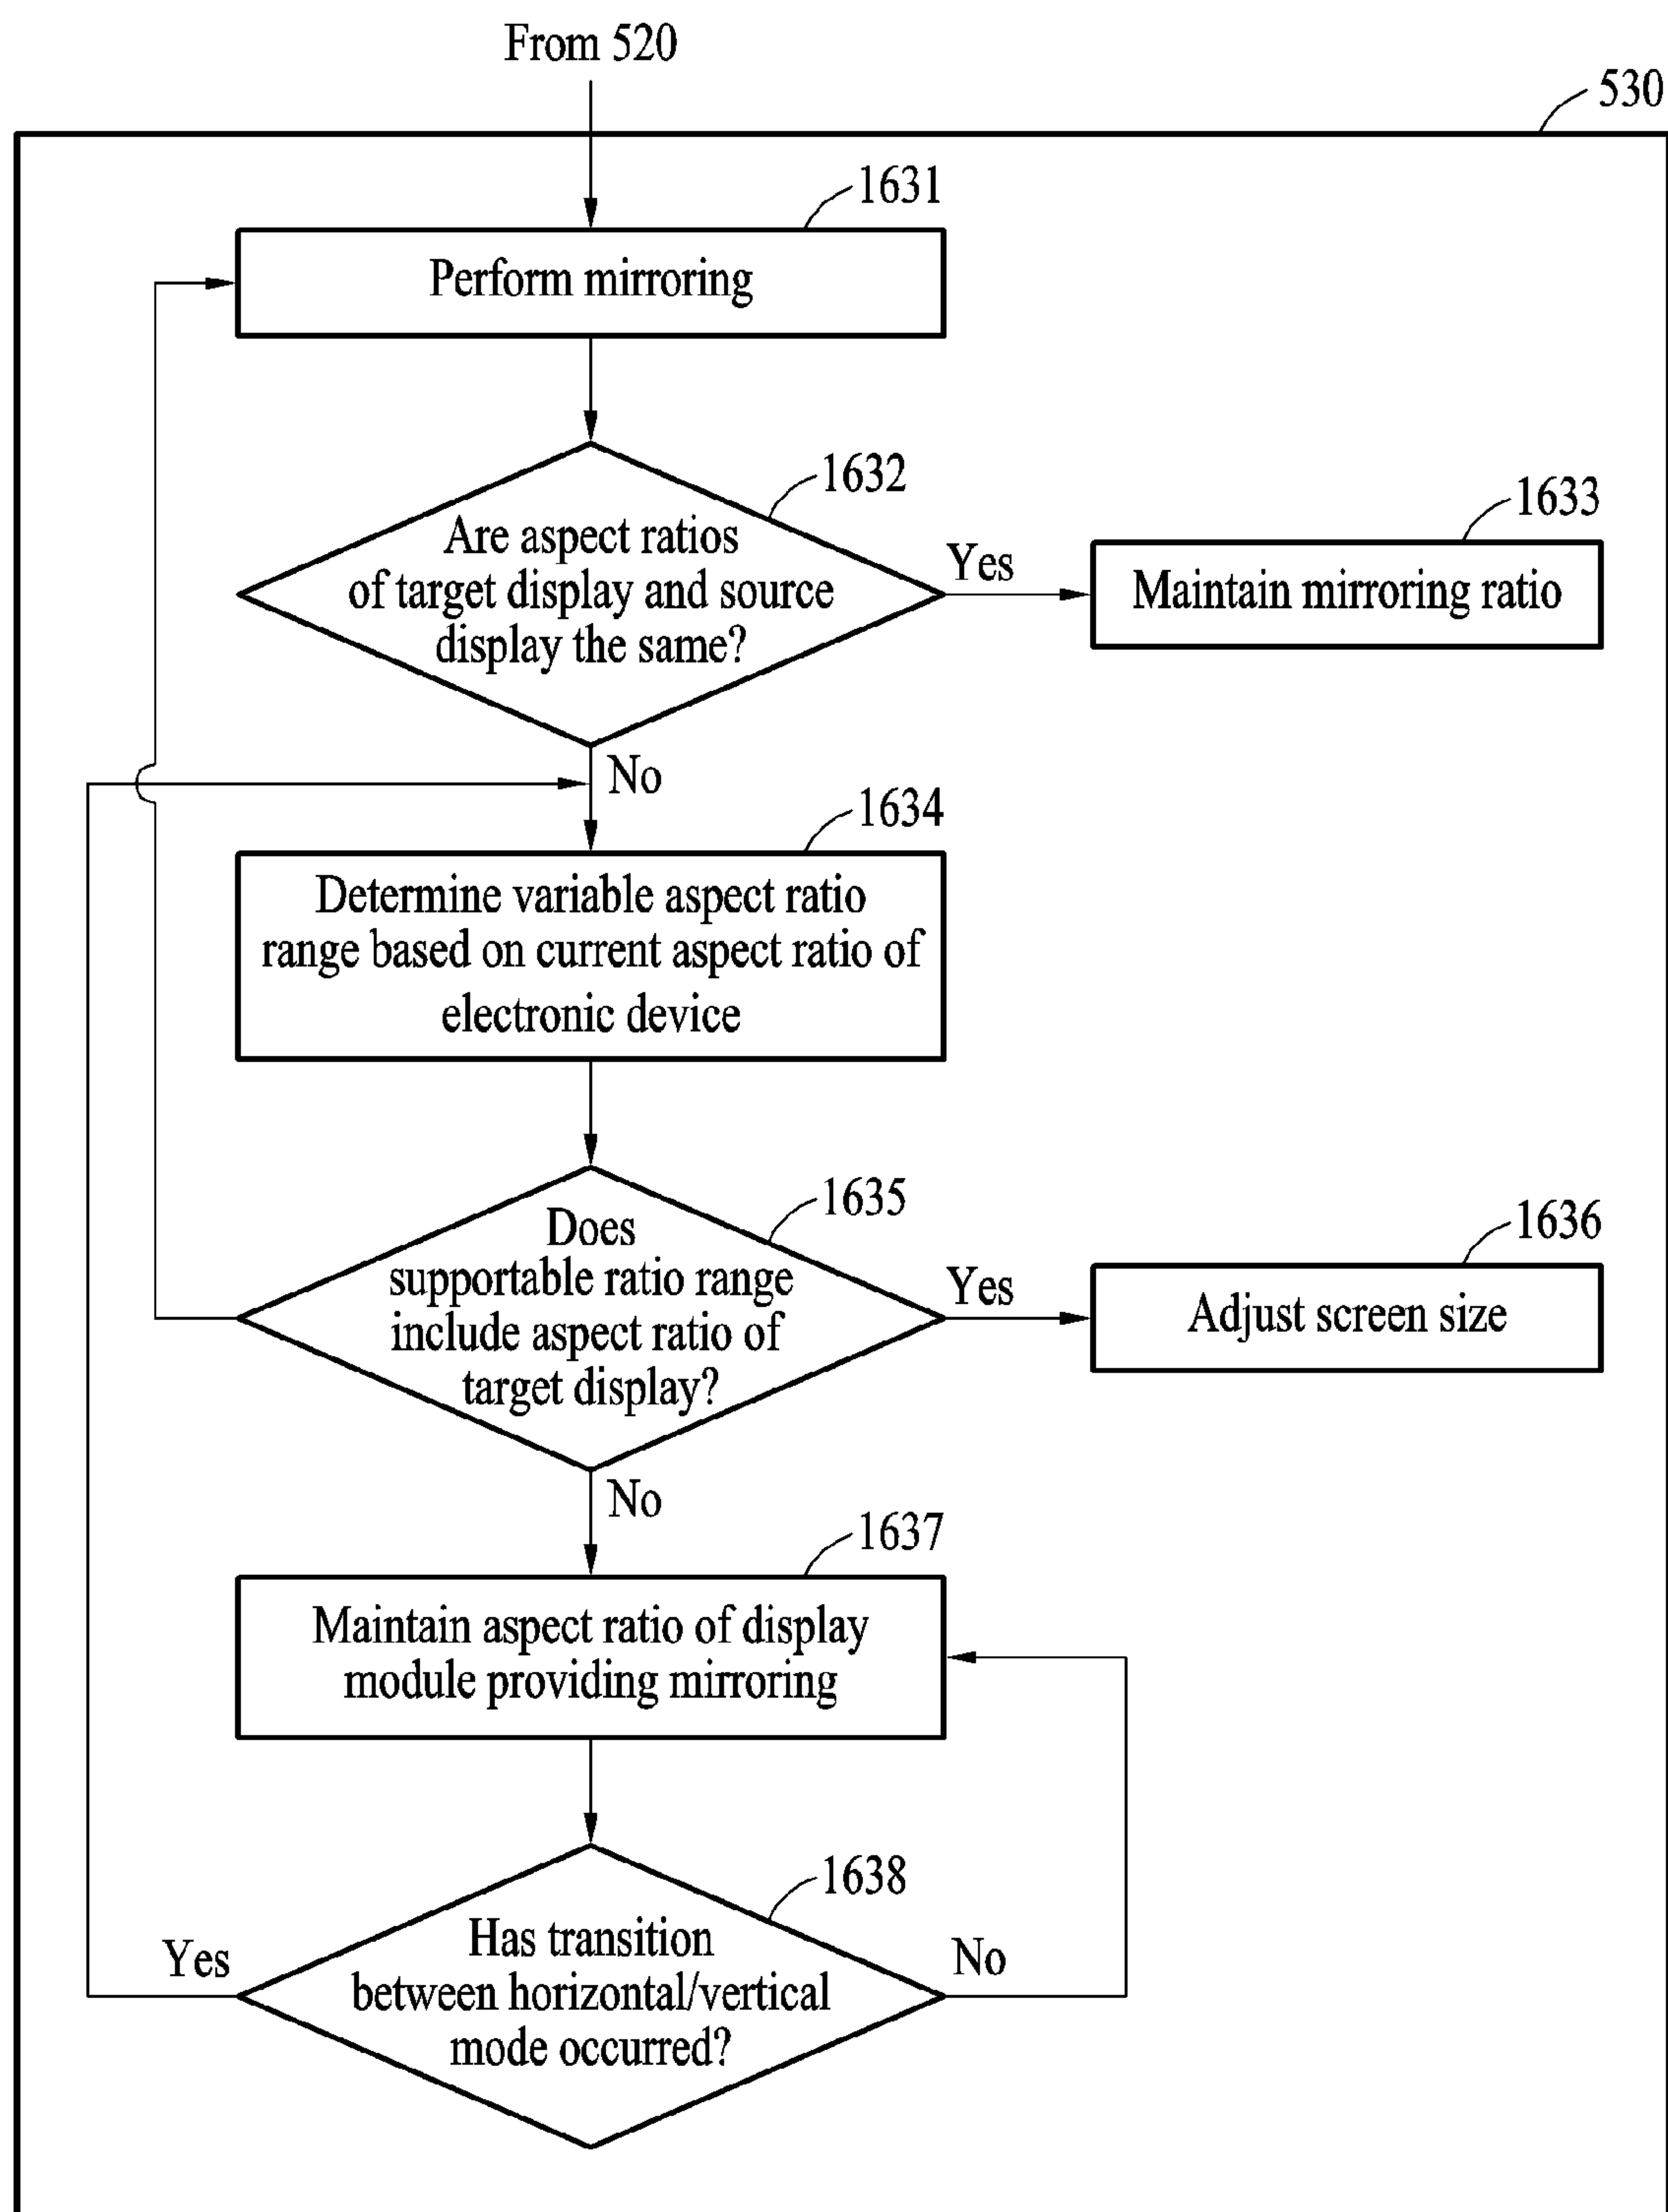 From 520
530
1631
Perform mirroring
1632
Are aspect ratios
of target display and source
display the same?
Yes
1633
Maintain mirroring ratio
No
1634
Determine variable aspect ratio
range based on current aspect ratio of
electronic device
1635
Does
supportable ratio range
include aspect ratio of
target display?
Yes
1636
Adjust screen size
No
1637
Maintain aspect ratio of display
module providing mirroring
1638
Has transition
between horizontal/vertical
mode occurred?
Yes
No